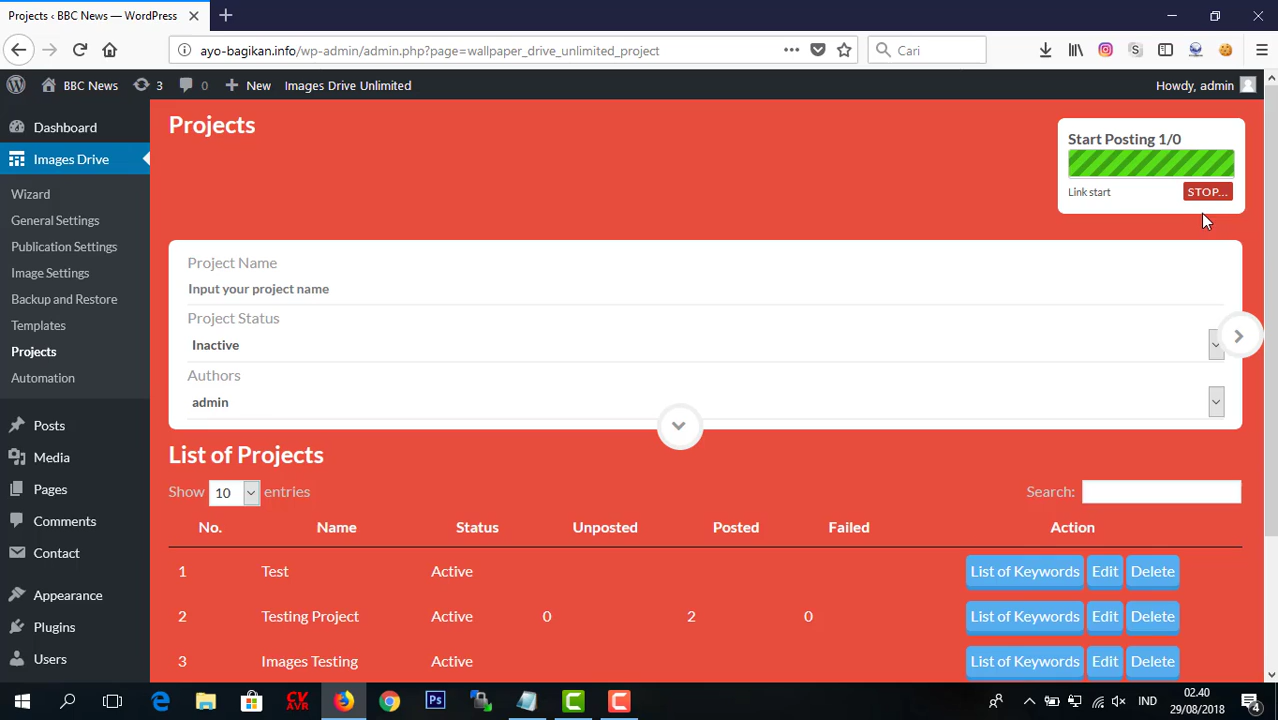 Projects ‹ BBC News — WordPress
ayo-bagikan.info/wp-admin/admin.php?page=wallpaper_drive_unlimited_project
Cari
BBC News 3 0 New Images Drive Unlimited Howdy, admin
Dashboard
Images Drive
Wizard
General Settings
Publication Settings
Image Settings
Backup and Restore
Templates
Projects
Automation
Posts
Media
Pages
Comments
Contact
Appearance
Plugins
Users
Projects
Start Posting 1/0
Link start STOP...
Project Name
Input your project name
Project Status
Inactive
Authors
admin
List of Projects
Show 10 entries Search:
No. Name Status Unposted Posted Failed Action
1 Test Active List of Keywords Edit Delete
2 Testing Project Active 0 2 0 List of Keywords Edit Delete
3 Images Testing Active List of Keywords Edit Delete
CV
AVR
Ps
IND
02.40
29/08/2018
4